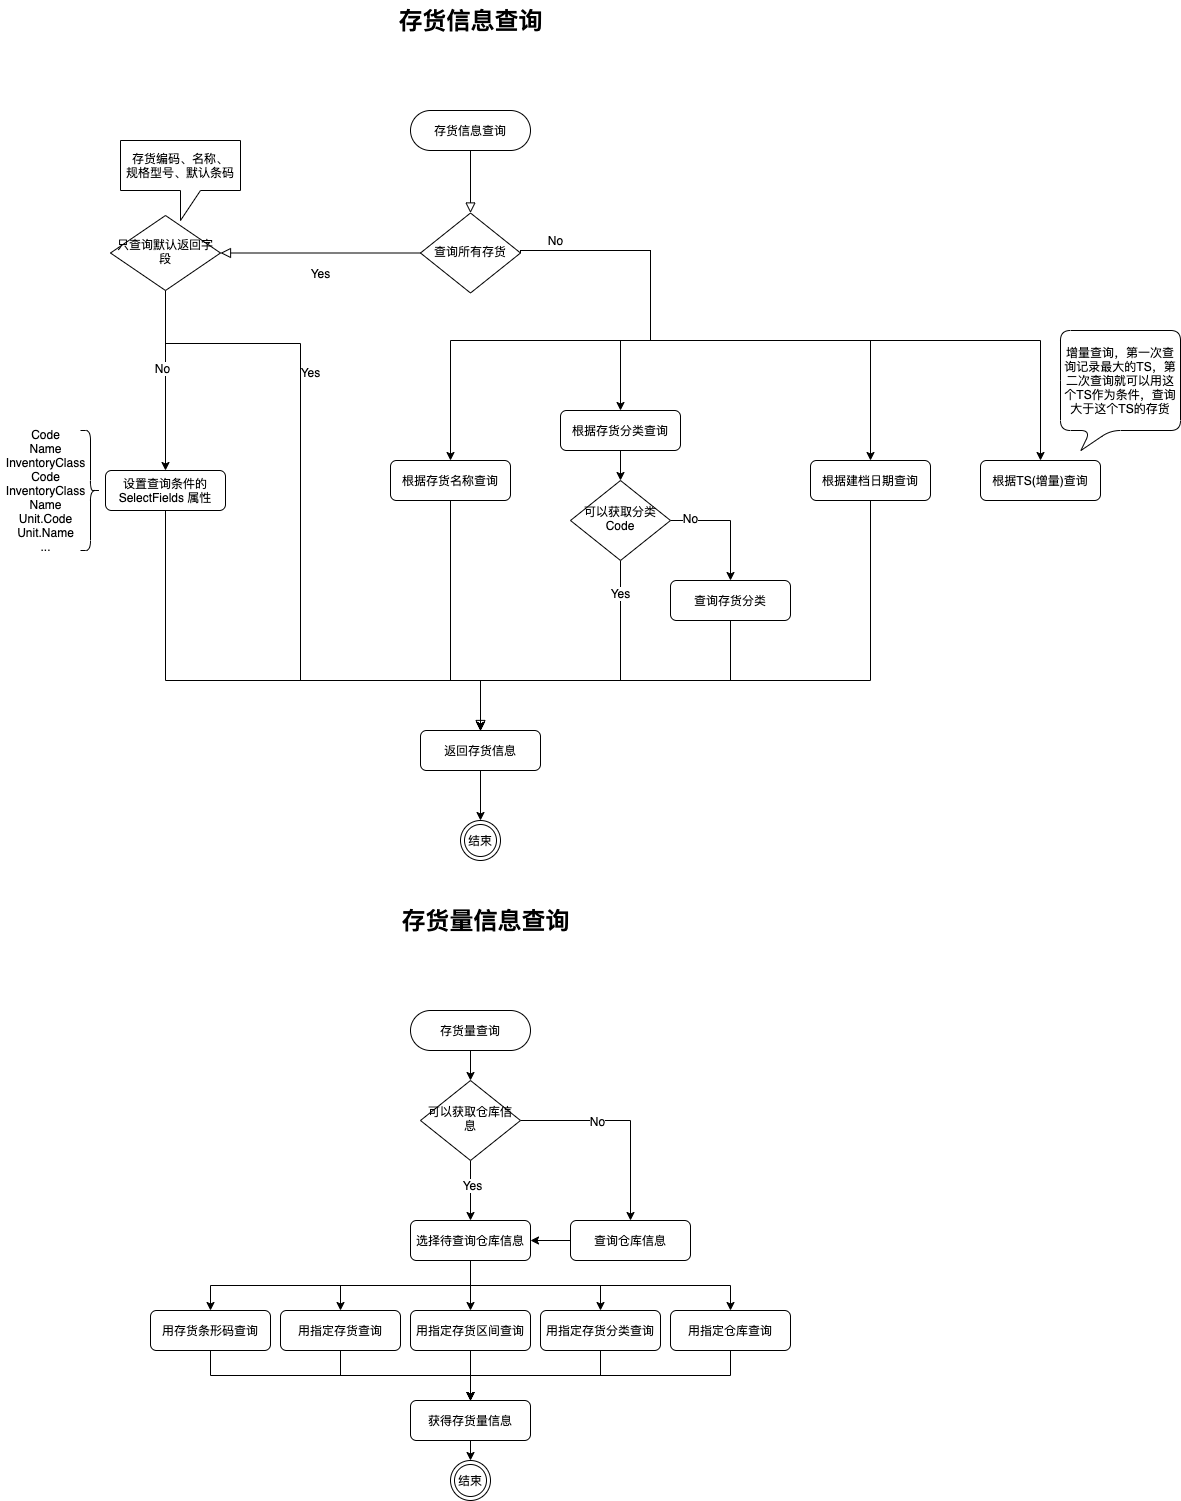 存货信息查询
存货信息查询
存货编码、名称、
规格型号、默认条码
只查询默认返回字
段
查询所有存货
No
Yes
No
Yes
增量查询，第一次查
询记录最大的TS，第
二次查询就可以用这
个TS作为条件，查询
大于这个TS的存货
Code
Name
InventoryClass
Code
InventoryClass
Name
Unit.Code
Unit.Name
...
设置查询条件的
SelectFields 属性
根据存货名称查询
根据存货分类查询
根据建档日期查询
根据TS(增量)查询
可以获取分类
Code
No
Yes
查询存货分类
返回存货信息
结束
存货量信息查询
存货量查询
可以获取仓库信
息
No
Yes
选择待查询仓库信息
查询仓库信息
用存货条形码查询
用指定存货查询
用指定存货区间查询
用指定存货分类查询
用指定仓库查询
获得存货量信息
结束